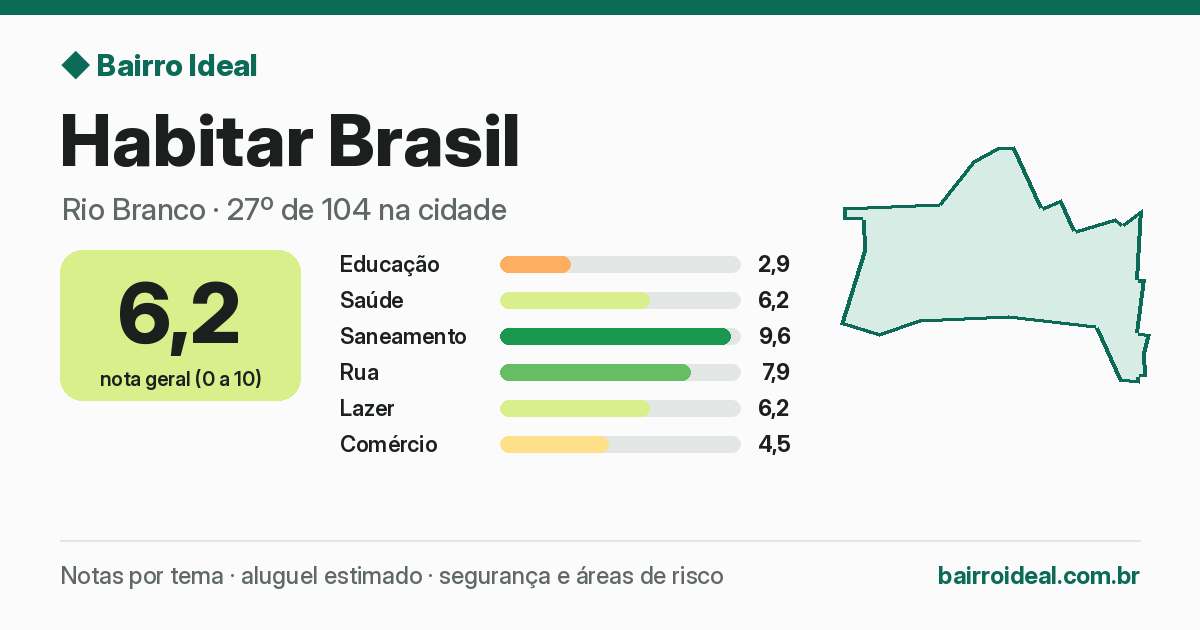 Bairro Ideal
Habitar Brasil
Rio Branco · 27º de 104 na cidade
6,2
nota geral (0 a 10)
Educação 2,9
Saúde 6,2
Saneamento 9,6
Rua 7,9
Lazer 6,2
Comércio 4,5
Notas por tema · aluguel estimado · segurança e áreas de risco
bairroideal.com.br